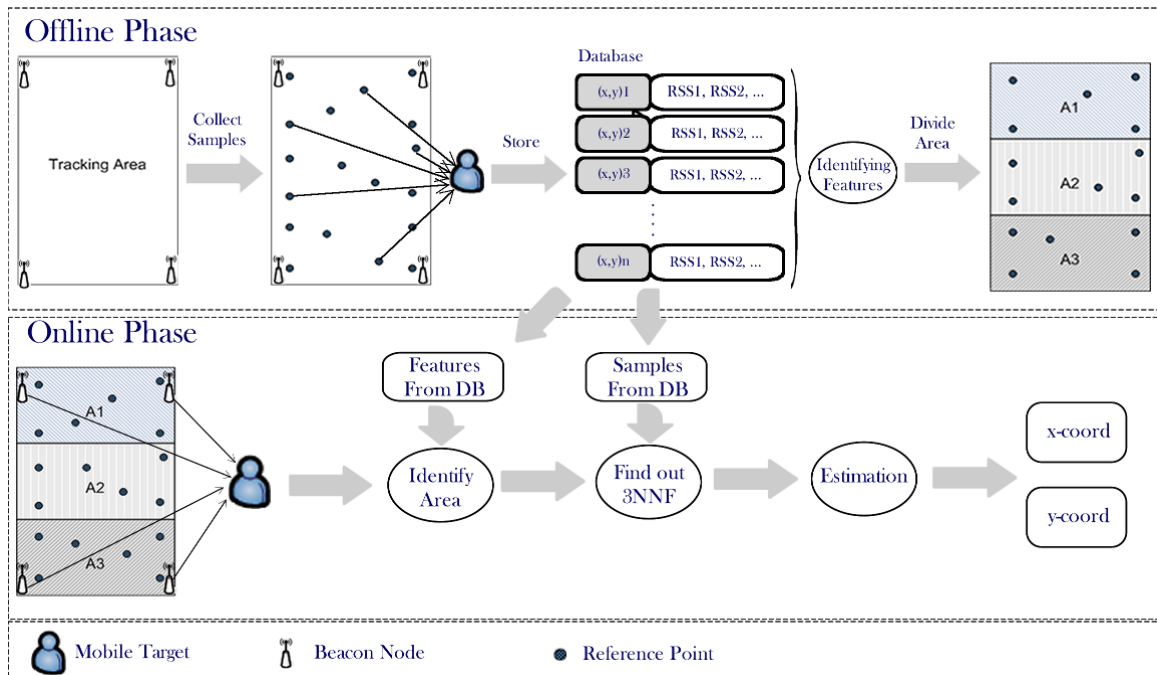 Offline Phase
Tracking Area
Collect
Samples
Store
Database
(x,y)1 RSS1, RSS2, ...
(x,y)2 RSS1, RSS2, ...
(x,y)3 RSS1, RSS2, ...
(x,y)n RSS1, RSS2, ...
Identifying
Features
Divide
Area
A1
A2
A3
Online Phase
A1
A2
A3
Features
From DB
Samples
From DB
Identify
Area
Find out
3NNF
Estimation
x-coord
y-coord
Mobile Target
Beacon Node
Reference Point